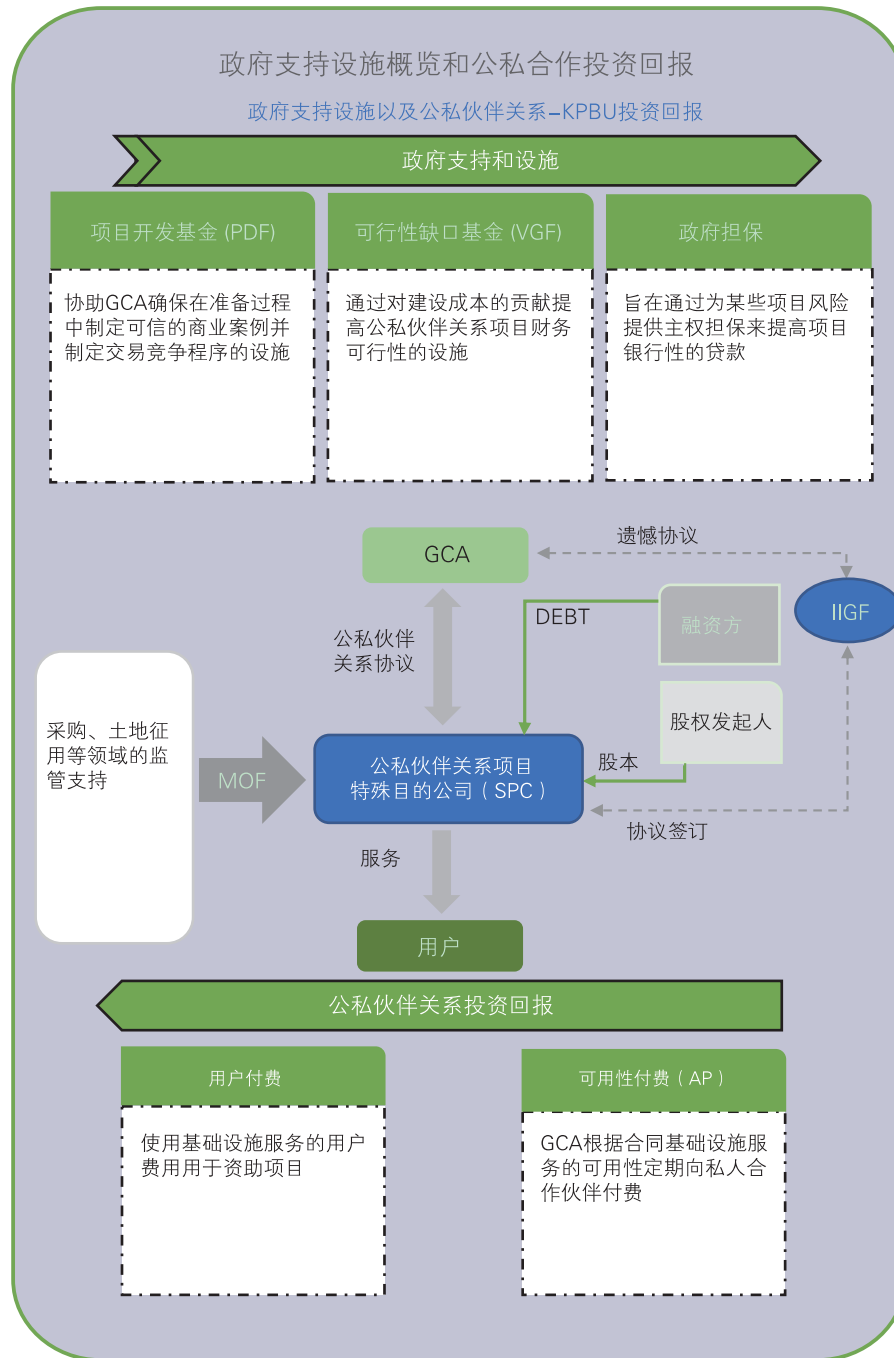 政府支持设施概览和公私合作投资回报
政府支持设施以及公私伙伴关系–KPBU投资回报
政府支持和设施
项目开发基金 (PDF)
协助GCA确保在准备过程
中制定可信的商业案例并
制定交易竞争程序的设施
可行性缺口基金 (VGF)
通过对建设成本的贡献提
高公私伙伴关系项目财务
可行性的设施
政府担保
旨在通过为某些项目风险
提供主权担保来提高项目
银行性的贷款
GCA
遗憾协议
IIGF
DEBT
融资方
公私伙伴
关系协议
股权发起人
采购、土地征
用等领域的监
管支持
MOF
公私伙伴关系项目
特殊目的公司（SPC）
股本
协议签订
服务
用户
公私伙伴关系投资回报
用户付费
使用基础设施服务的用户
费用用于资助项目
可用性付费（AP）
GCA根据合同基础设施服
务的可用性定期向私人合
作伙伴付费